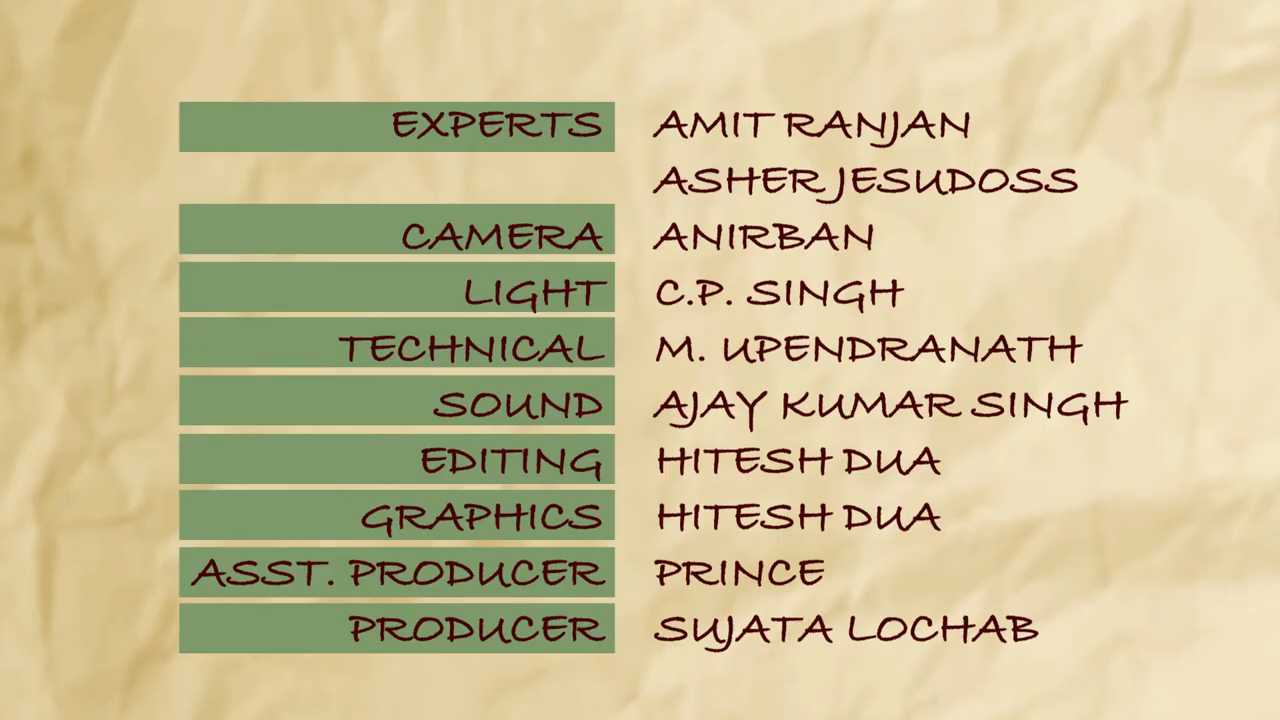 EXPERTS AMIT RANJAN
ASHER JESUDOSS
CAMERA ANIRBAN
LIGHT C.P. SINGH
TECHNICAL M. UPENDRANATH
SOUND AJAY KUMAR SINGH
EDITING HITESH DUA
GRAPHICS HITESH DUA
ASST. PRODUCER PRINCE
PRODUCER SUJATA LOCHAB